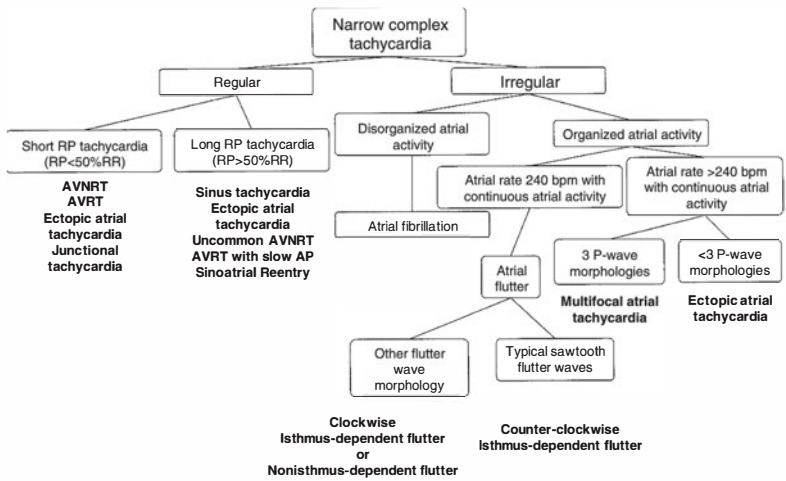 Narrow complex
tachycardia
Regular
Irregular
Short RP tachycardia
(RP<50%RR)
Long RP tachycardia
(RP>50%RR)
Disorganized atrial
activity
Organized atrial activity
AVNRT
AVRT
Ectopic atrial
tachycardia
Junctional
tachycardia
Sinus tachycardia
Ectopic atrial
tachycardia
Uncommon AVNRT
AVRT with slow AP
Sinoatrial Reentry
Atrial fibrillation
Atrial rate 240 bpm with
continuous atrial activity
Atrial rate >240 bpm
with continuous atrial
activity
Atrial
flutter
3 P-wave
morphologies
<3 P-wave
morphologies
Multifocal atrial
tachycardia
Ectopic atrial
tachycardia
Other flutter
wave
morphology
Typical sawtooth
flutter waves
Clockwise
Isthmus-dependent flutter
or
Nonisthmus-dependent flutter
Counter-clockwise
Isthmus-dependent flutter